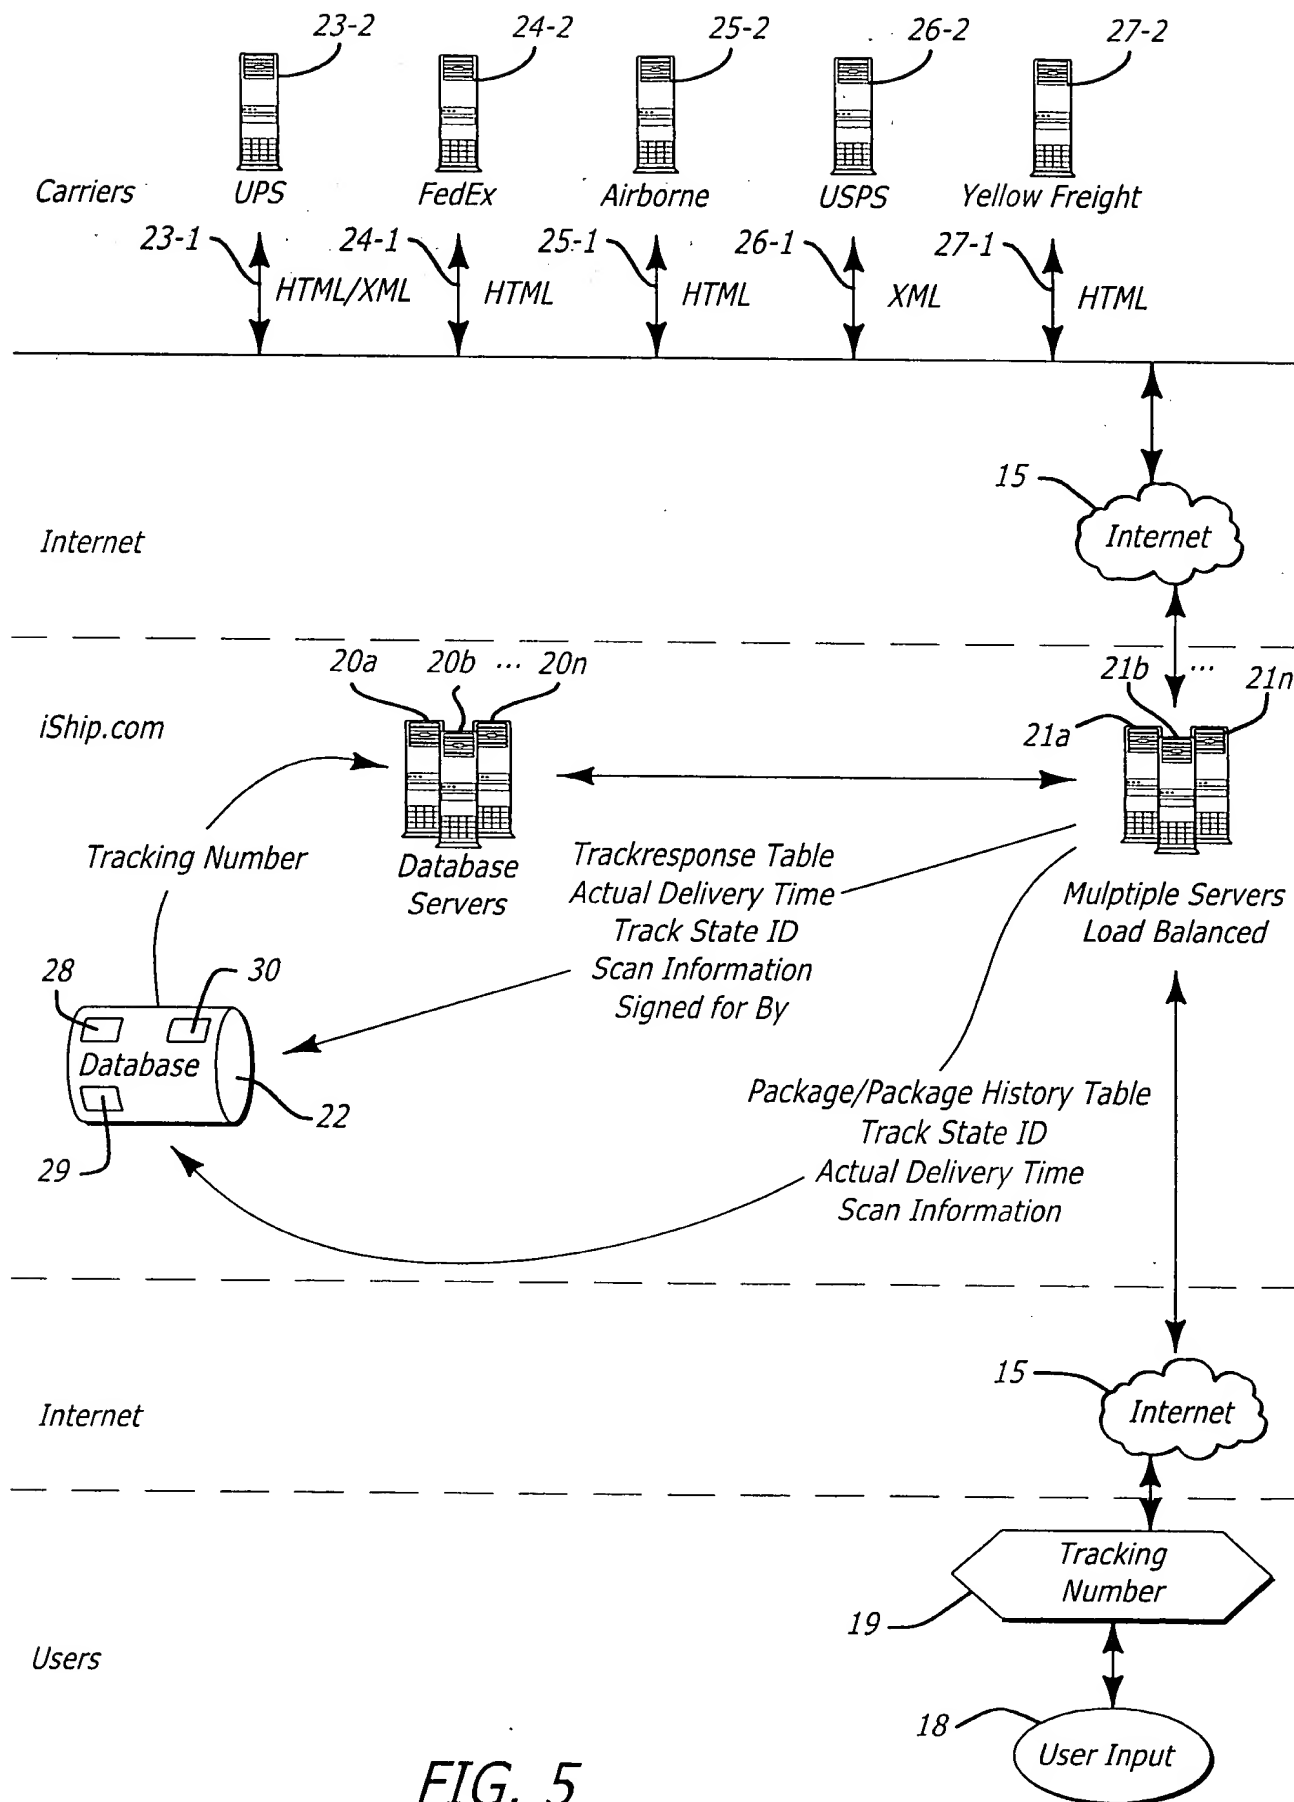 23-2 24-2 25-2 26-2 27-2
Carriers UPS FedEx Airborne USPS Yellow Freight
23-1 24-1 25-1 26-1 27-1
HTML/XML HTML HTML XML HTML
15
Internet Internet
20a 20b ... 20n
21b ... 21n
iShip.com 21a
Tracking Number
Database
Servers
Trackresponse Table
Actual Delivery Time
Track State ID
Scan Information
Signed for By
Mulptiple Servers
Load Balanced
28 30
Database
22
29
Package/Package History Table
Track State ID
Actual Delivery Time
Scan Information
15
Internet Internet
Tracking
Number
19
Users
18
User Input
FIG. 5